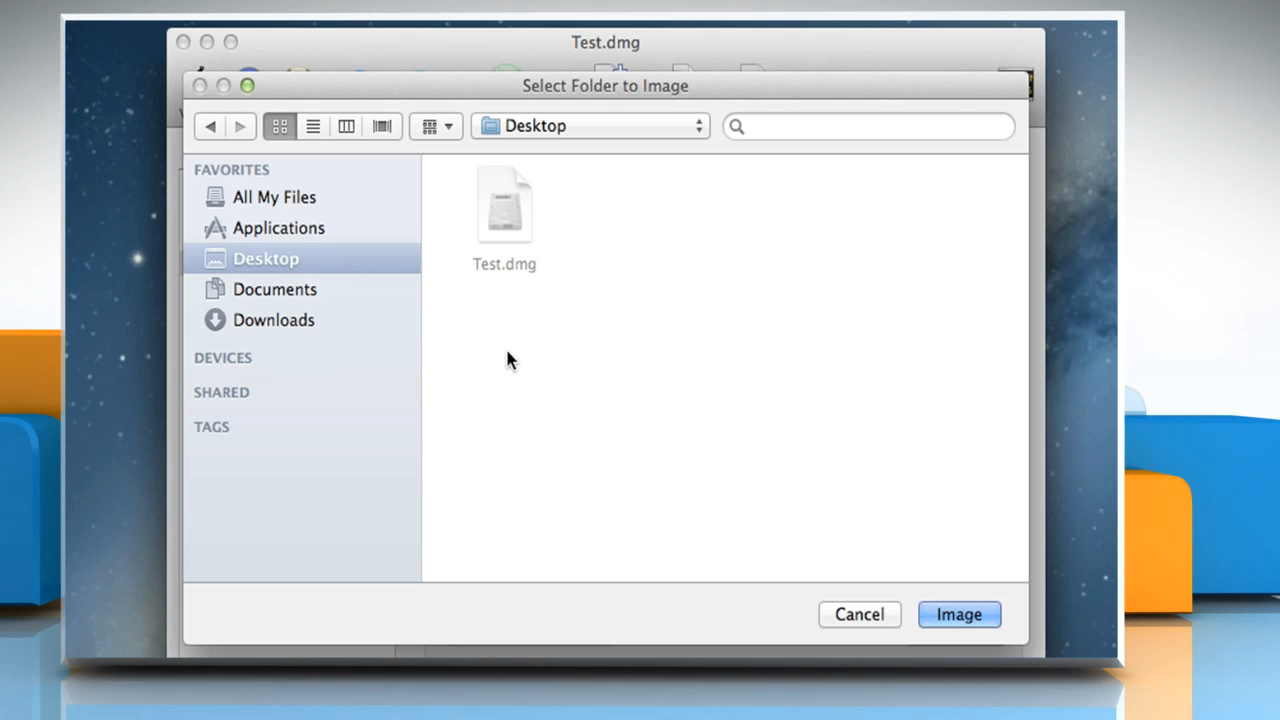 Test.dmg
Select Folder to Image
Desktop
FAVORITES
All My Files
Applications
Desktop
Documents
Downloads
DEVICES
SHARED
TAGS
Test.dmg
Cancel
Image